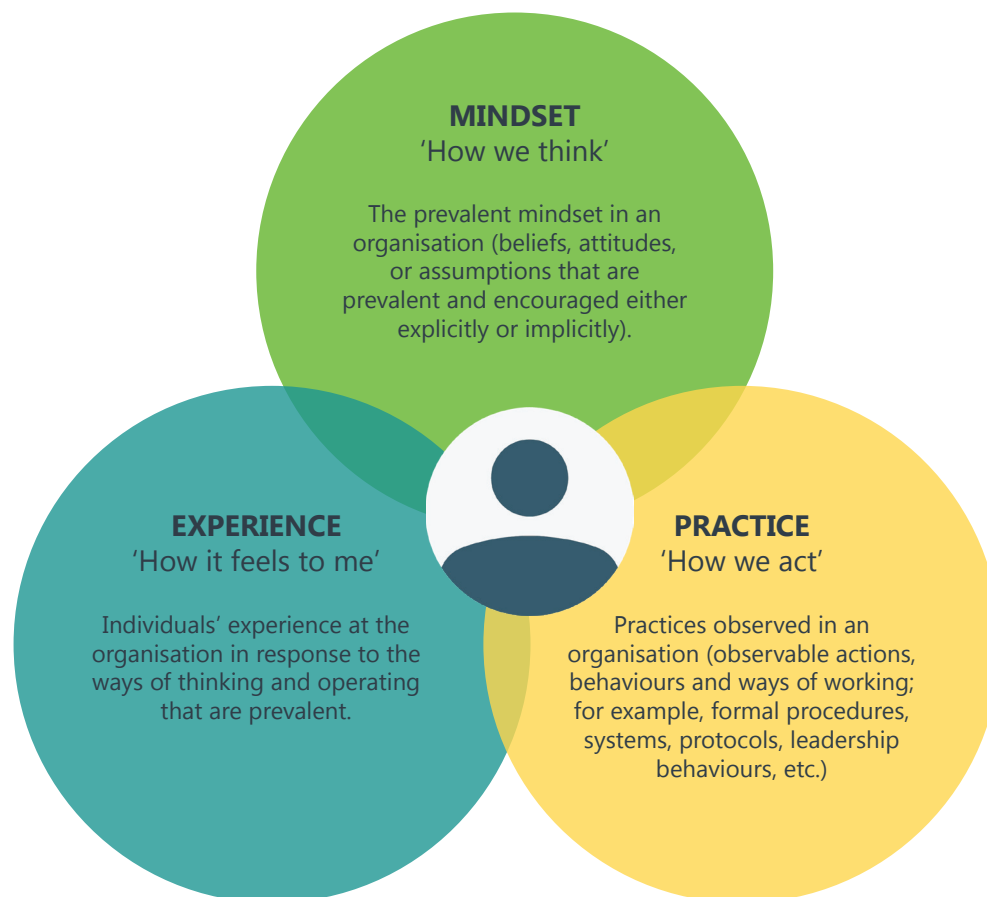 MINDSET
‘How we think’
The prevalent mindset in an
organisation (beliefs, attitudes,
or assumptions that are
prevalent and encouraged either
explicitly or implicitly).
EXPERIENCE
‘How it feels to me’
Individuals’ experience at the
organisation in response to the
ways of thinking and operating
that are prevalent.
PRACTICE
‘How we act’
Practices observed in an
organisation (observable actions,
behaviours and ways of working;
for example, formal procedures,
systems, protocols, leadership
behaviours, etc.)